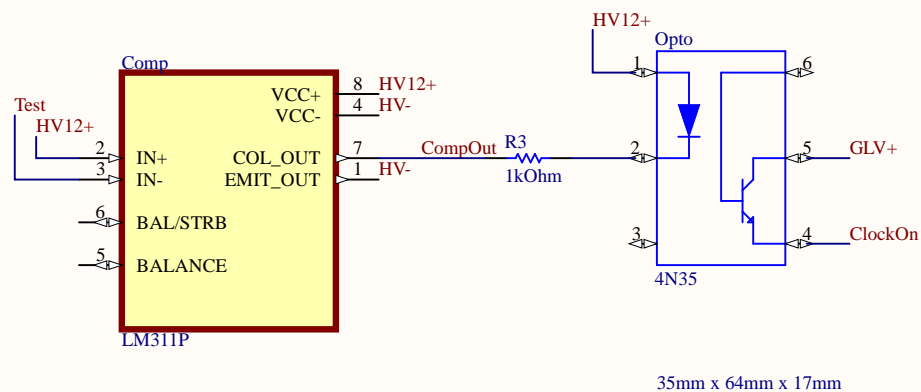 HV12+
Comp
Opto
1
6
Test
HV12+
VCC+
8
HV12+
VCC-
4
HV-
2
IN+
COL_OUT
7
CompOut
R3
2
5
GLV+
3
IN-
EMIT_OUT
1
HV-
1kOhm
6
BAL/STRB
3
4
ClockOn
5
BALANCE
4N35
LM311P
35mm x 64mm x 17mm